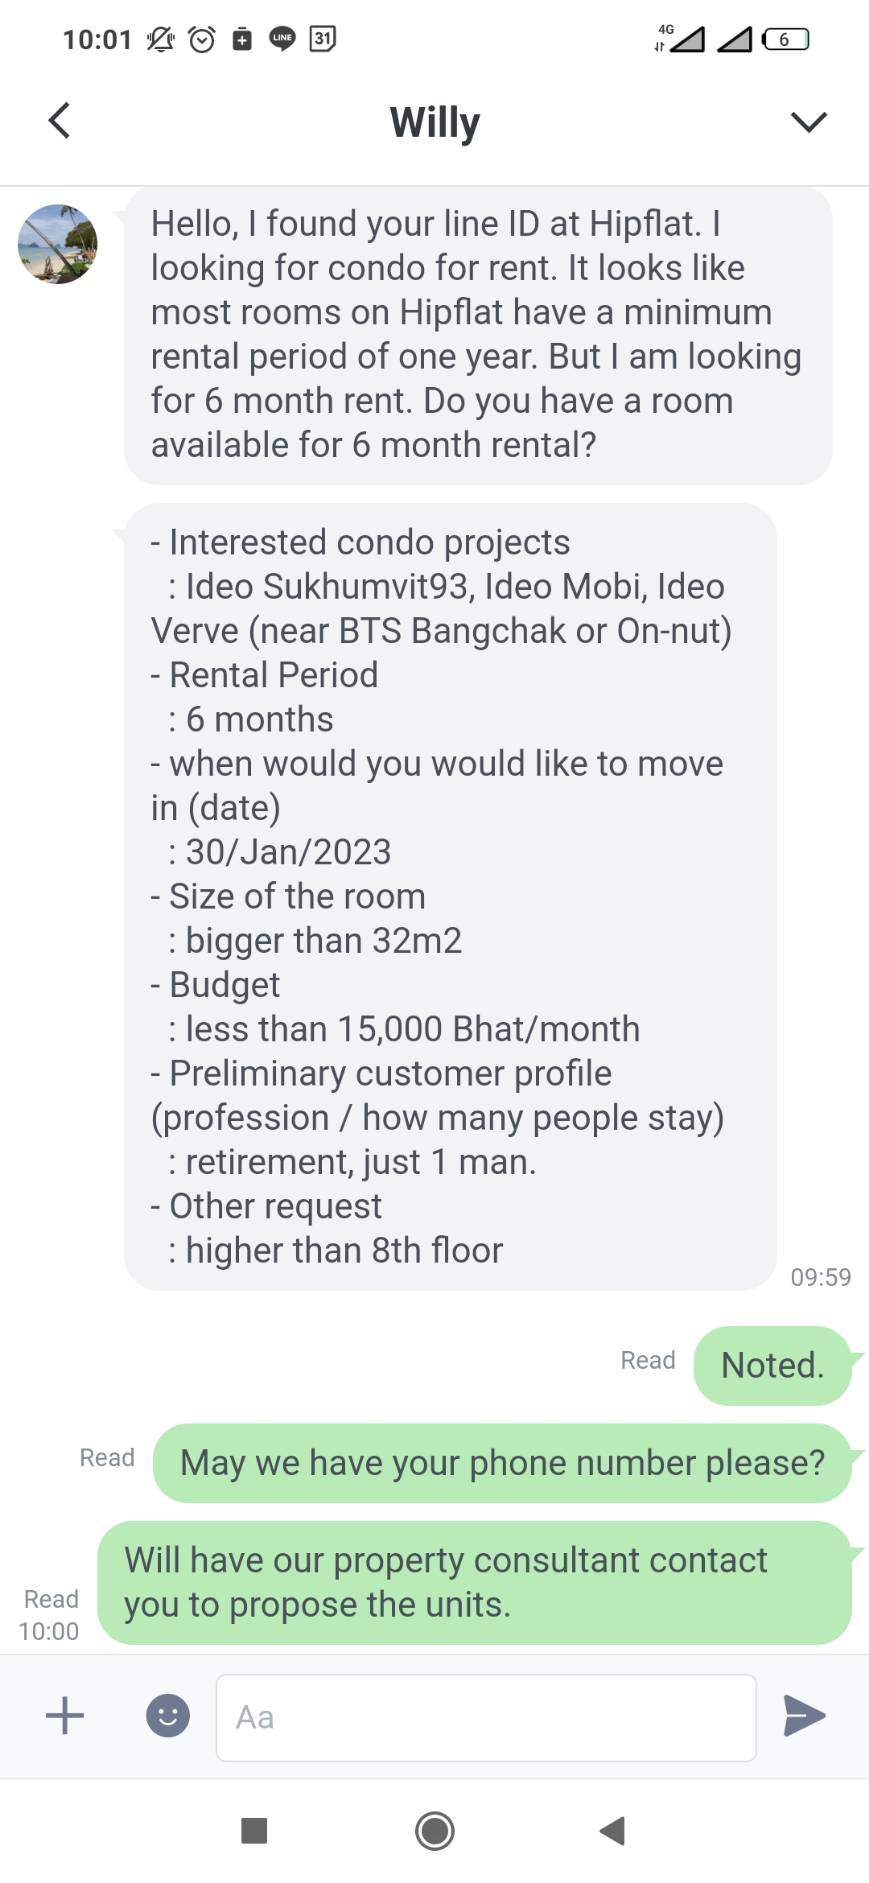 10:01 LINE 31 4G 6
Willy
Hello, I found your line ID at Hipflat. I
looking for condo for rent. It looks like
most rooms on Hipflat have a minimum
rental period of one year. But I am looking
for 6 month rent. Do you have a room
available for 6 month rental?
- Interested condo projects
: Ideo Sukhumvit93, Ideo Mobi, Ideo
Verve (near BTS Bangchak or On-nut)
- Rental Period
: 6 months
- when would you would like to move
in (date)
: 30/Jan/2023
- Size of the room
: bigger than 32m2
- Budget
: less than 15,000 Bhat/month
- Preliminary customer profile
(profession / how many people stay)
: retirement, just 1 man.
- Other request
: higher than 8th floor
09:59
Read Noted.
Read May we have your phone number please?
Will have our property consultant contact
you to propose the units.
Read
10:00
Aa